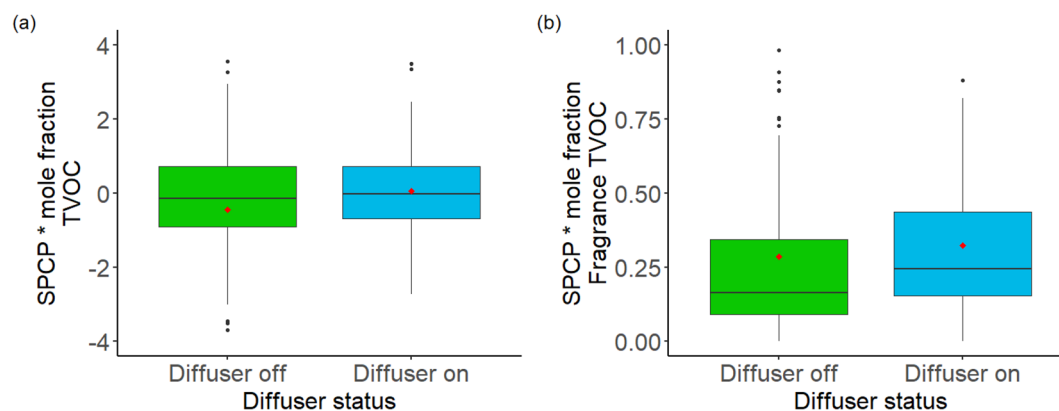 (a)
SPCP * mole fraction
TVOC
4
2
0
-2
-4
Diffuser off
Diffuser on
Diffuser status
(b)
SPCP * mole fraction
Fragrance TVOC
1.00
0.75
0.50
0.25
0.00
Diffuser off
Diffuser on
Diffuser status